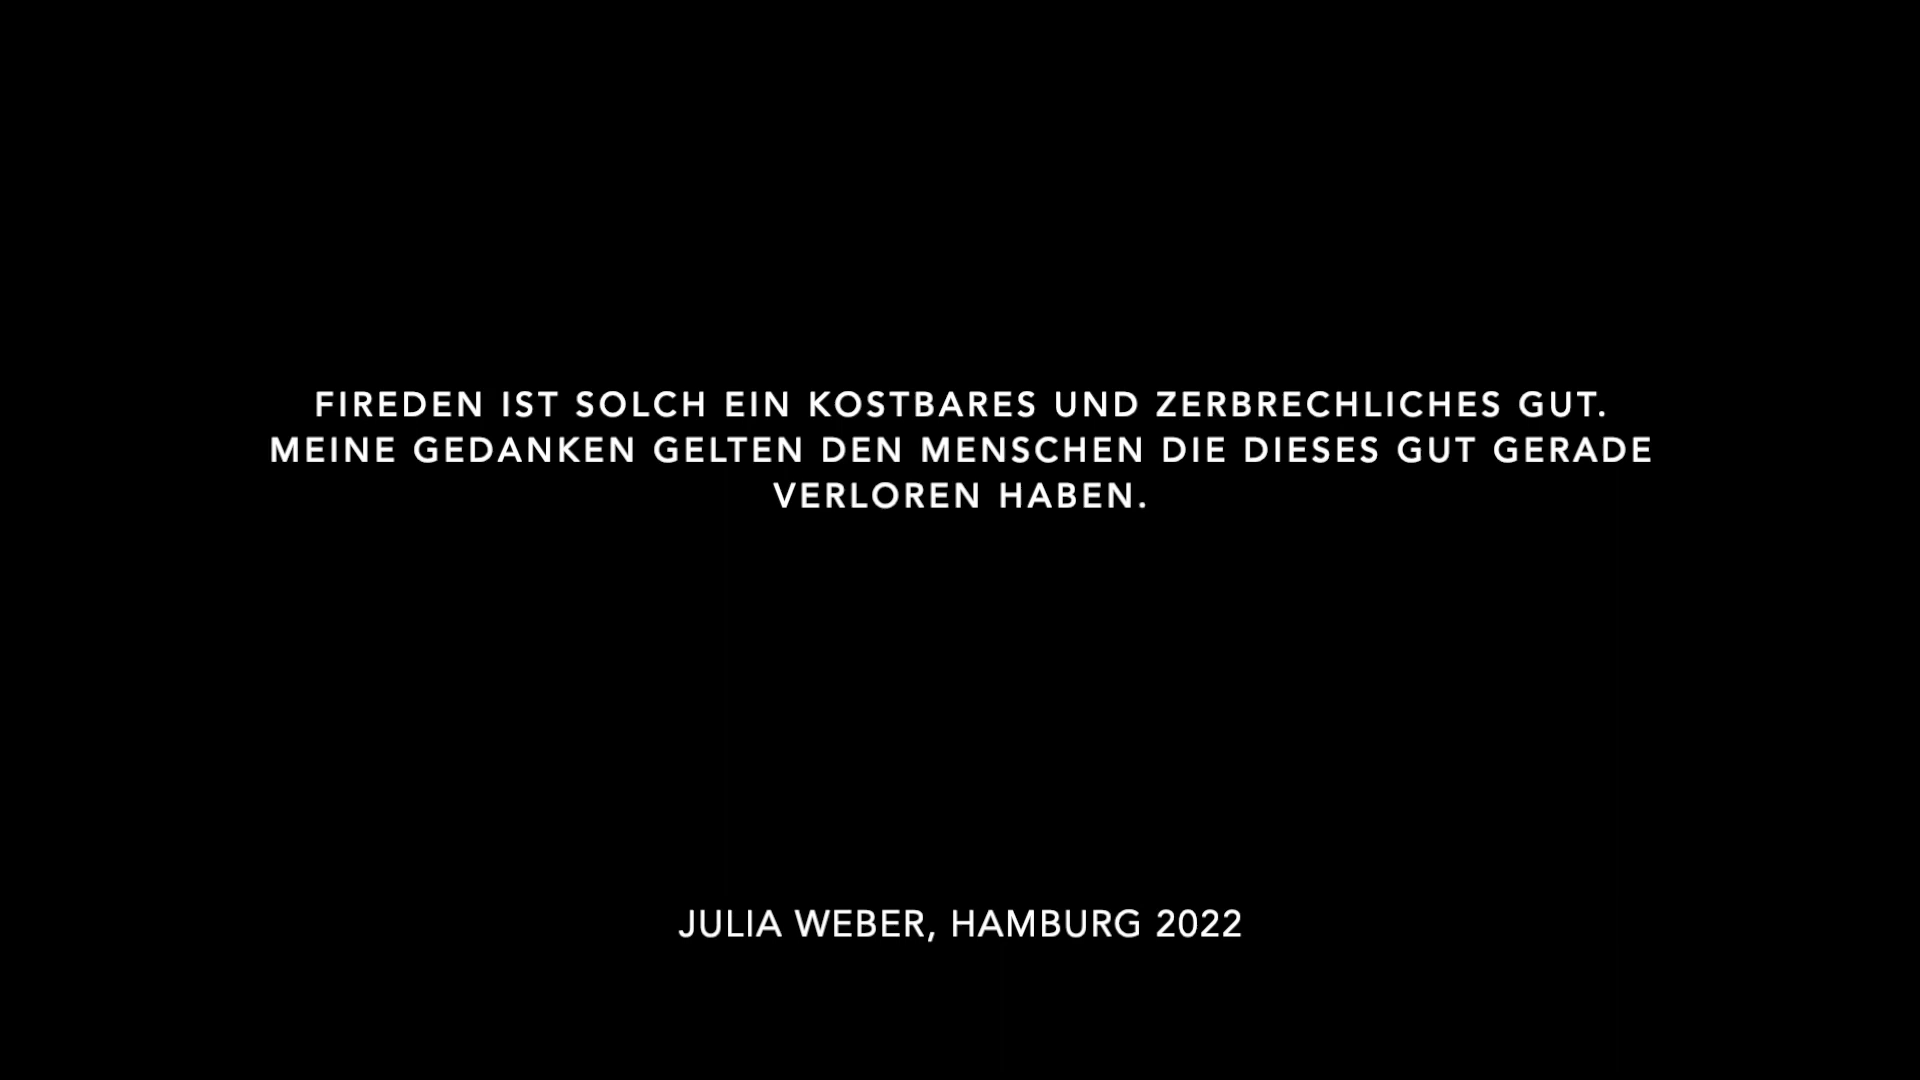 FIREDEN IST SOLCH EIN KOSTBARES UND ZERBRECHLICHES GUT.
MEINE GEDANKEN GELTEN DEN MENSCHEN DIE DIESES GUT GERADE
VERLOREN HABEN.
JULIA WEBER, HAMBURG 2022